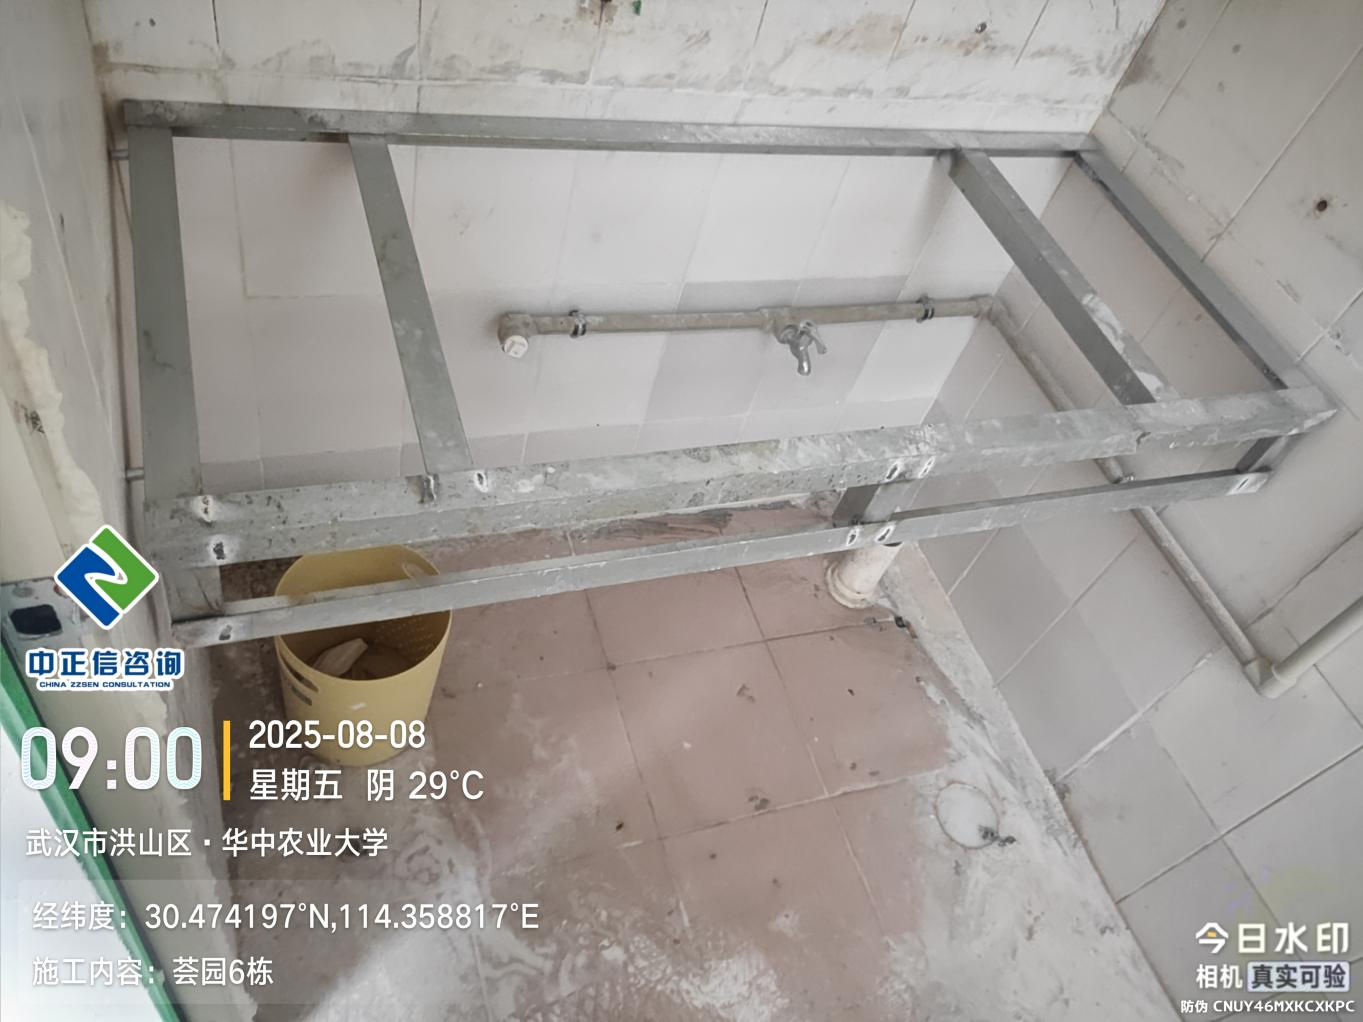 中正信咨询
CHINA ZZSEN CONSULTATION
09:00
2025-08-08
星期五 阴 29°C
武汉市洪山区·华中农业大学
经纬度：30.474197°N,114.358817°E
施工内容：荟园6栋
今日水印
相机 真实可验
防伪 CNUY46MXKCXKPC